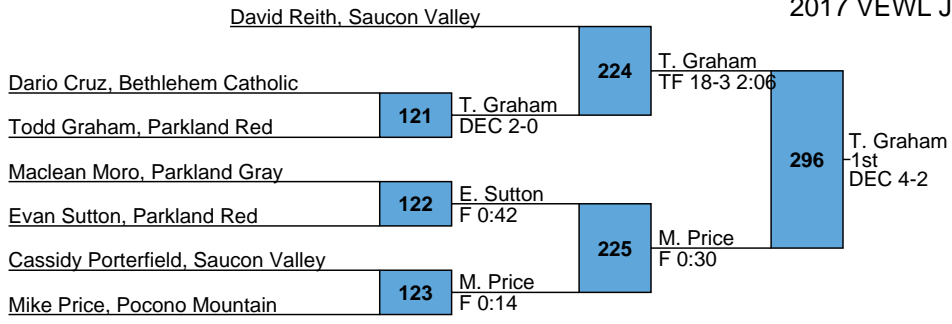 2017 VEWL J
David Reith, Saucon Valley
224
T. Graham
TF 18-3 2:06
Dario Cruz, Bethlehem Catholic
121
T. Graham
DEC 2-0
Todd Graham, Parkland Red
296
T. Graham
1st
DEC 4-2
Maclean Moro, Parkland Gray
122
E. Sutton
F 0:42
Evan Sutton, Parkland Red
225
M. Price
F 0:30
Cassidy Porterfield, Saucon Valley
123
M. Price
F 0:14
Mike Price, Pocono Mountain